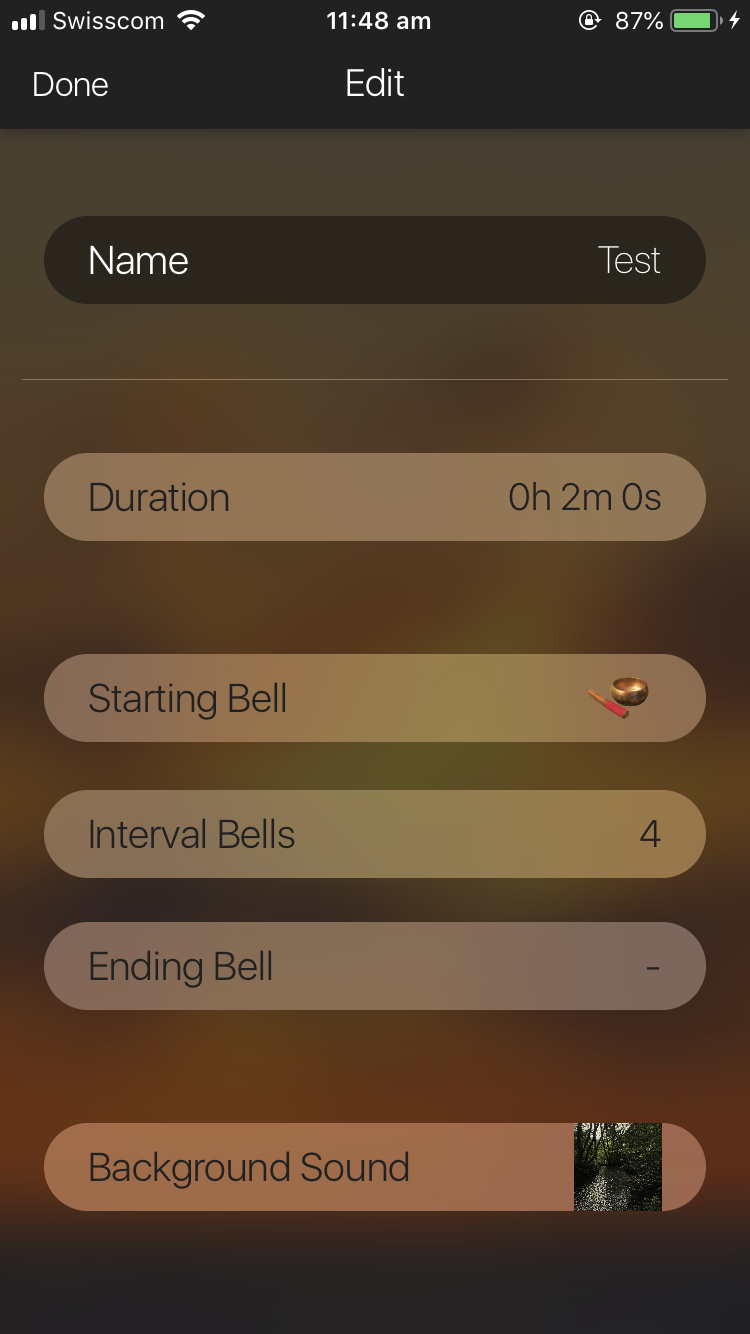 Swisscom 11:48 am 87%
Done Edit
Name Test
Duration 0h 2m 0s
Starting Bell
Interval Bells 4
Ending Bell -
Background Sound